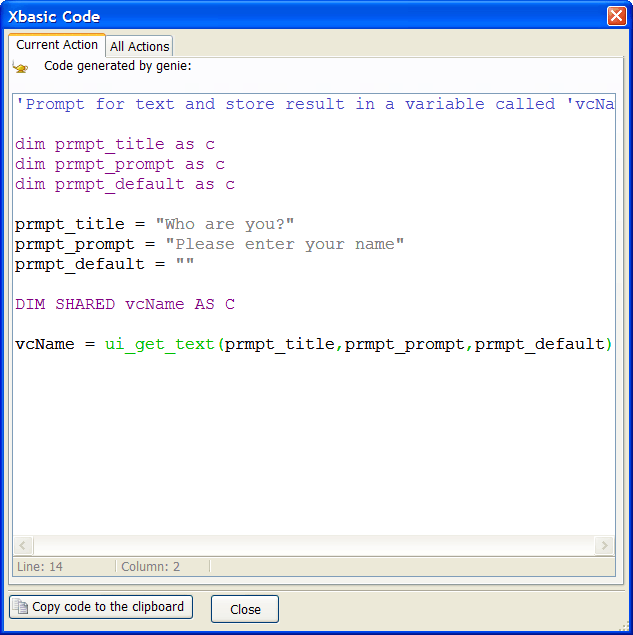 Xbasic Code
Current Action All Actions
Code generated by genie:
'Prompt for text and store result in a variable called 'vcNa
dim prmpt_title as c
dim prmpt_prompt as c
dim prmpt_default as c
prmpt_title = "Who are you?"
prmpt_prompt = "Please enter your name"
prmpt_default = ""
DIM SHARED vcName AS C
vcName = ui_get_text(prmpt_title,prmpt_prompt,prmpt_default)
Line: 14 Column: 2
Copy code to the clipboard Close